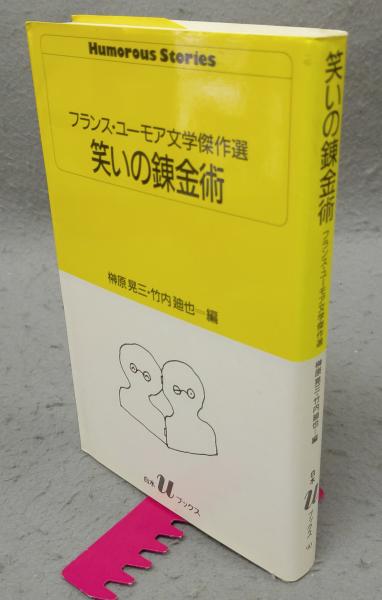 Humorous Stories
フランス・ユーモア文学傑作選
笑いの錬金術
榊原晃三・竹内廸也=編
白水
u
ブックス
笑いの錬金術
フランス・ユーモア文学傑作選
榊原晃三・竹内廸也=編
白水
u
ブックス